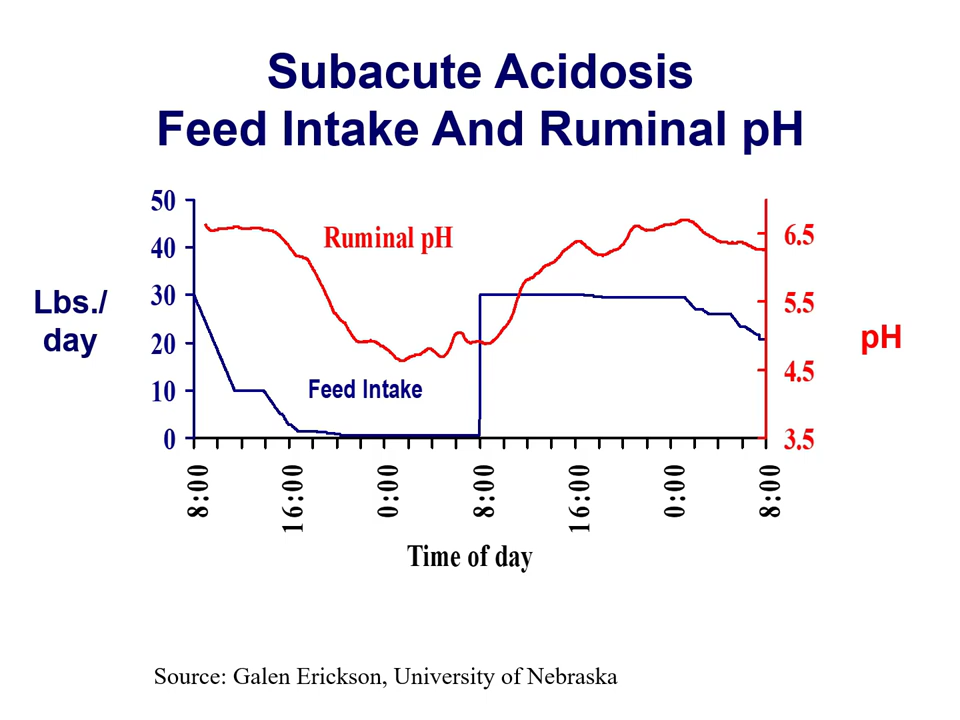 Subacute Acidosis
Feed Intake And Ruminal pH
50
40
30
20
10
0
Lbs./
day
Ruminal pH
Feed Intake
6.5
5.5
4.5
3.5
pH
8:00
16:00
0:00
8:00
16:00
0:00
8:00
Time of day
Source: Galen Erickson, University of Nebraska